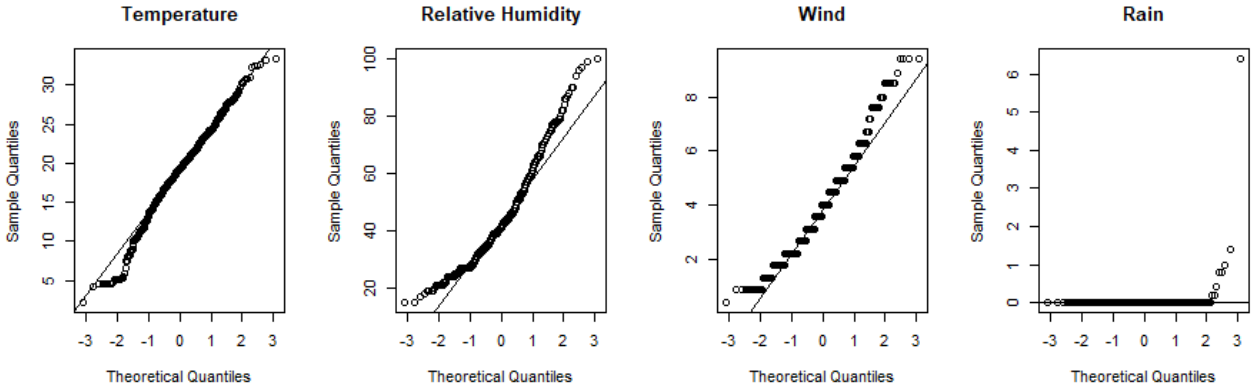 Temperature
Relative Humidity
Wind
Rain
Sample Quantiles
5 10 15 20 25 30
-3 -2 -1 0 1 2 3
Theoretical Quantiles
Sample Quantiles
20 40 60 80 100
-3 -2 -1 0 1 2 3
Theoretical Quantiles
Sample Quantiles
2 4 6 8
-3 -2 -1 0 1 2 3
Theoretical Quantiles
Sample Quantiles
0 1 2 3 4 5 6
-3 -2 -1 0 1 2 3
Theoretical Quantiles